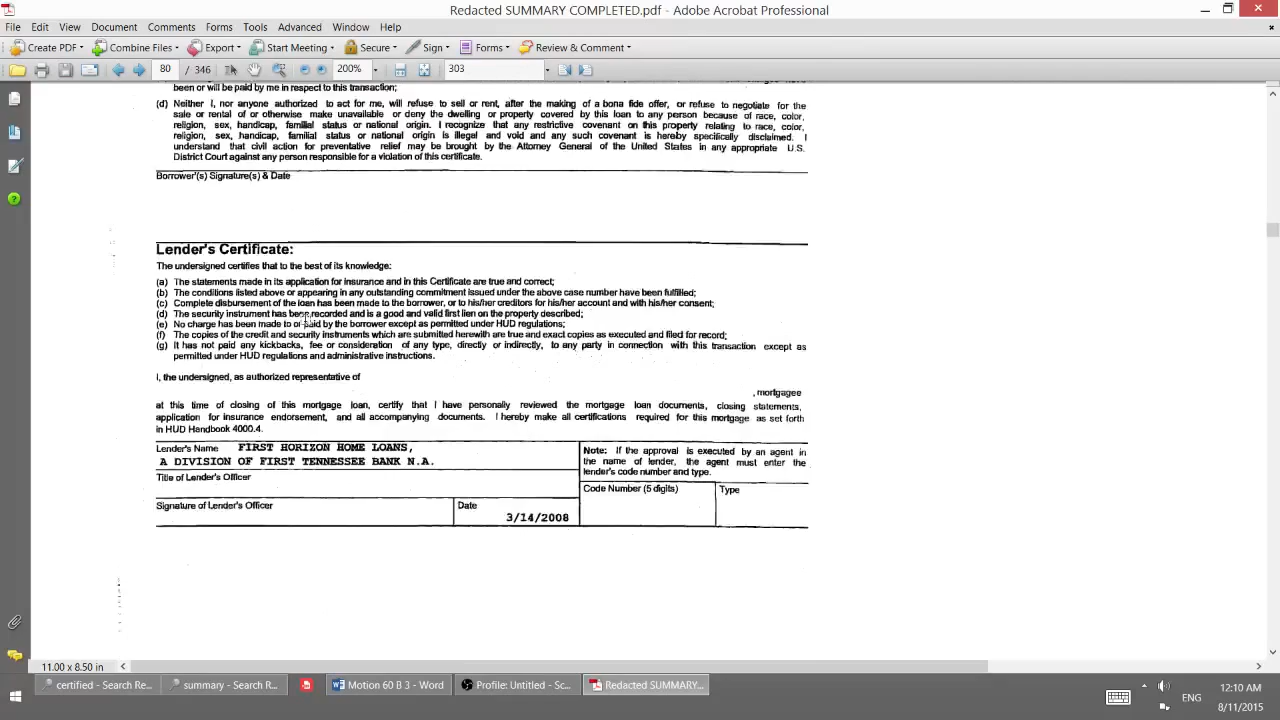 Redacted SUMMARY COMPLETED.pdf - Adobe Acrobat Professional
File Edit View Document Comments Forms Tools Advanced Window Help
Create PDF Combine Files Export Start Meeting Secure Sign Forms Review & Comment
80 / 346 200% 303
been or will be paid by me in respect to this transaction;
(d) Neither I, nor anyone authorized to act for me, will refuse to sell or rent, after the making of a bona fide offer, or refuse to negotiate for the
sale or rental of or otherwise make unavailable or deny the dwelling or property covered by this loan to any person because of race, color,
religion, sex, handicap, familial status or national origin. I recognize that any restrictive covenant on this property relating to race, color,
religion, sex, handicap, familial status or national origin is illegal and void and any such covenant is hereby specifically disclaimed. I
understand that civil action for preventative relief may be brought by the Attorney General of the United States in any appropriate U.S.
District Court against any person responsible for a violation of this certificate.
Borrower'(s) Signature(s) & Date
Lender's Certificate:
The undersigned certifies that to the best of its knowledge:
(a) The statements made in its application for insurance and in this Certificate are true and correct;
(b) The conditions listed above or appearing in any outstanding commitment issued under the above case number have been fulfilled;
(c) Complete disbursement of the loan has been made to the borrower, or to his/her creditors for his/her account and with his/her consent;
(d) The security instrument has been recorded and is a good and valid first lien on the property described;
(e) No charge has been made to or paid by the borrower except as permitted under HUD regulations;
(f) The copies of the credit and security instruments which are submitted herewith are true and exact copies as executed and filed for record;
(g) It has not paid any kickbacks, fee or consideration of any type, directly or indirectly, to any party in connection with this transaction except as
permitted under HUD regulations and administrative instructions.
I, the undersigned, as authorized representative of
, mortgagee
at this time of closing of this mortgage loan, certify that I have personally reviewed the mortgage loan documents, closing statements,
application for insurance endorsement, and all accompanying documents. I hereby make all certifications required for this mortgage as set forth
in HUD Handbook 4000.4.
Lender's Name FIRST HORIZON HOME LOANS,
A DIVISION OF FIRST TENNESSEE BANK N.A.
Note: If the approval is executed by an agent in
the name of lender, the agent must enter the
lender's code number and type.
Title of Lender's Officer
Code Number (5 digits) Type
Signature of Lender's Officer Date
3/14/2008
11.00 x 8.50 in
certified - Search Re... summary - Search R... Motion 60 B 3 - Word Profile: Untitled - Sc... Redacted SUMMARY...
ENG
12:10 AM
8/11/2015